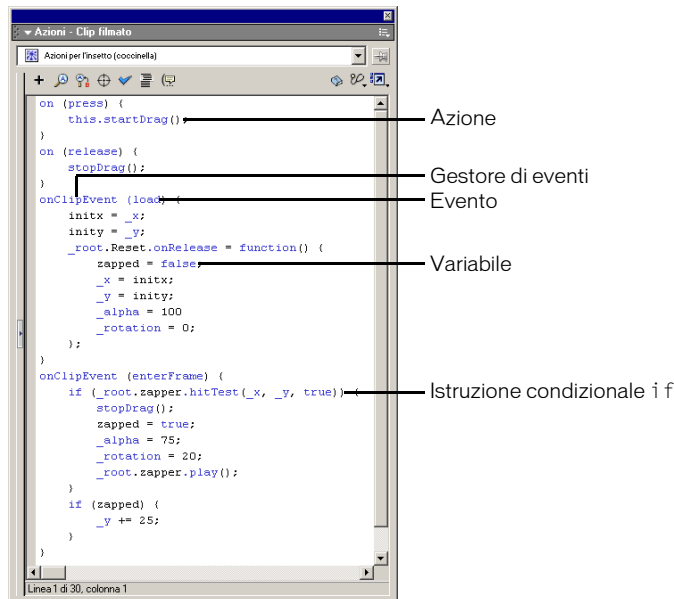 Azioni - Clip filmato
Azioni per l'insetto (coccinella)
on (press) {
this.startDrag();
}
on (release) {
stopDrag();
}
onClipEvent (load) {
initx = _x;
inity = _y;
_root.Reset.onRelease = function() {
zapped = false;
_x = initx;
_y = inity;
_alpha = 100
_rotation = 0;
};
}
onClipEvent (enterFrame) {
if (_root.zapper.hitTest(_x, _y, true)) {
stopDrag();
zapped = true;
_alpha = 75;
_rotation = 20;
_root.zapper.play();
}
if (zapped) {
_y += 25;
}
}
Linea 1 di 30, colonna 1
Azione
Gestore di eventi
Evento
Variabile
Istruzione condizionale if